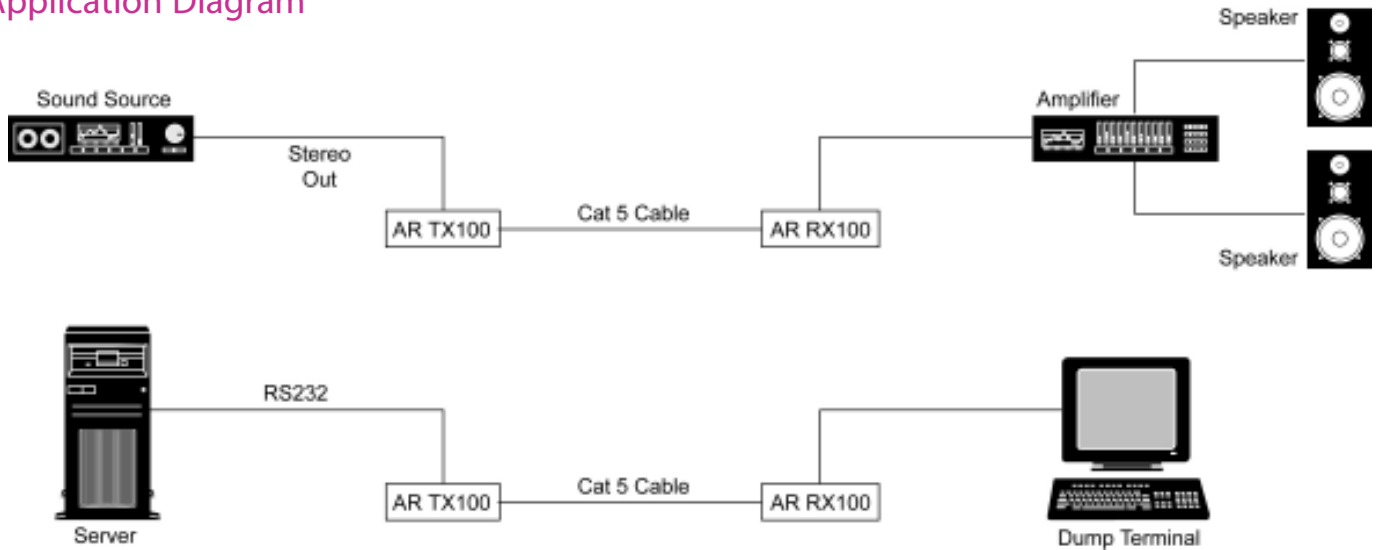 Application Diagram
Speaker
Sound Source
Amplifier
Stereo
Out
Cat 5 Cable
AR TX100
AR RX100
Speaker
RS232
Cat 5 Cable
AR TX100
AR RX100
Server
Dump Terminal